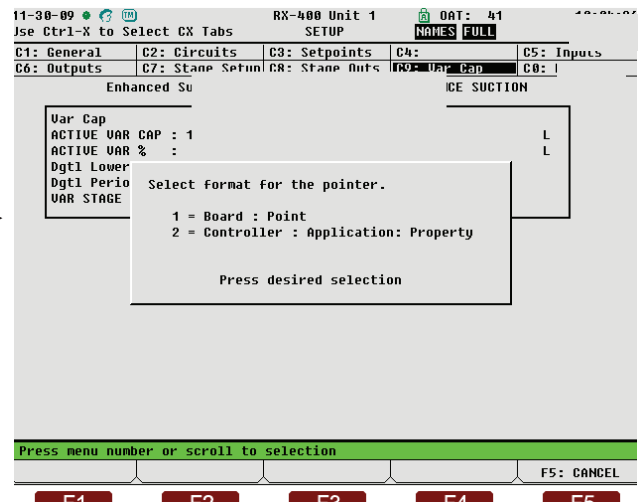 11-30-09 RX-400 Unit 1 OAT: 41
Use Ctrl-X to Select CX Tabs SETUP NAMES FULL
C1: General C2: Circuits C3: Setpoints C4: C5: Inputs
C6: Outputs C7: Stage Setup C8: Stage Outs C9: Var Cap C0:
Enhanced Su CE SUCTION
Var Cap
ACTIVE VAR CAP : 1 L
ACTIVE VAR % : L
Dgtl Lower
Dgtl Perio
VAR STAGE
Select format for the pointer.
1 = Board : Point
2 = Controller : Application: Property
Press desired selection
Press menu number or scroll to selection
F5: CANCEL
F1 F2 F3 F4 F5